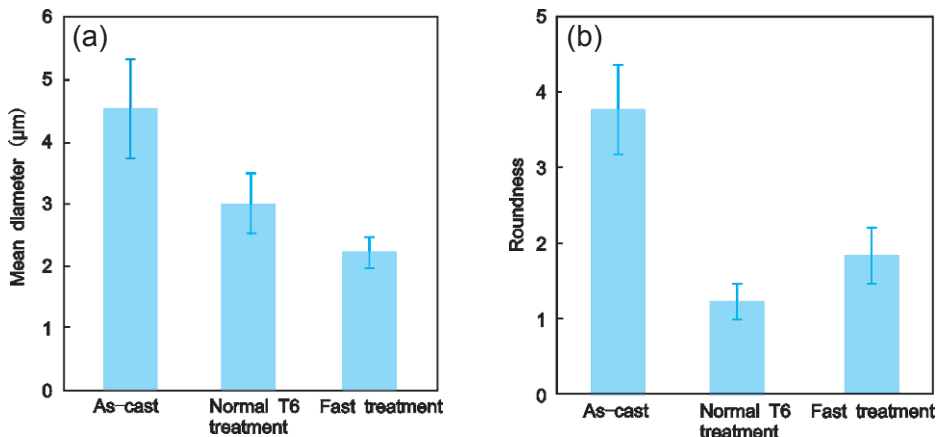 (a)
Mean diameter (μm)
6
5
4
3
2
1
0
As-cast
Normal T6
treatment
Fast treatment
(b)
Roundness
5
4
3
2
1
0
As-cast
Normal T6
treatment
Fast treatment